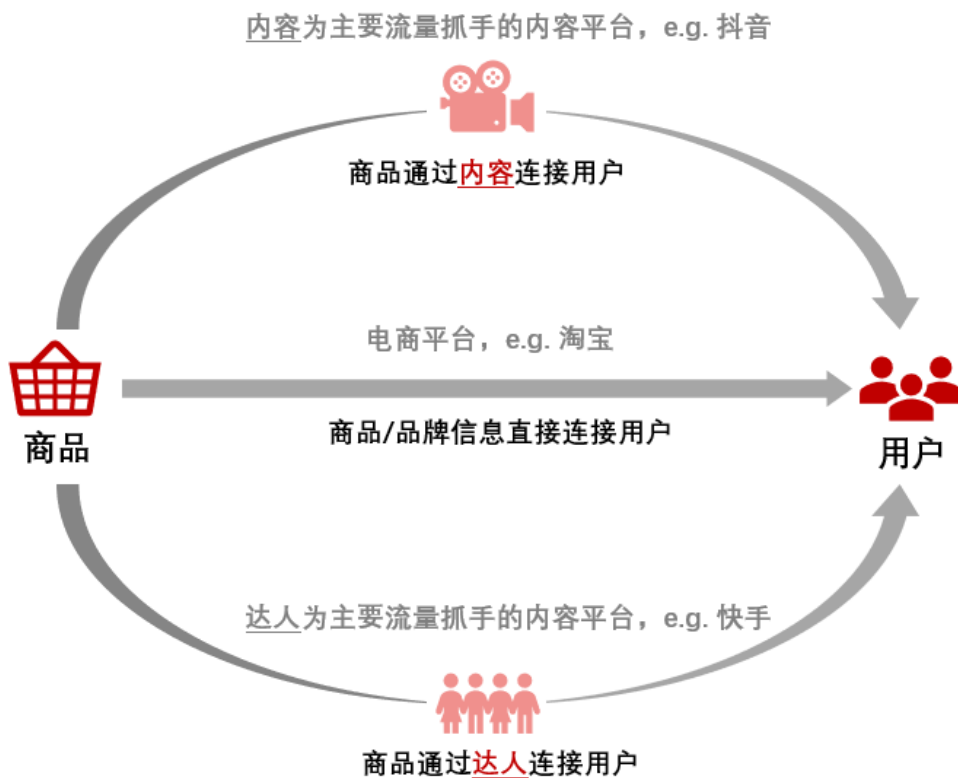 内容为主要流量抓手的内容平台，e.g. 抖音
商品通过内容连接用户
电商平台，e.g. 淘宝
商品/品牌信息直接连接用户
商品
用户
达人为主要流量抓手的内容平台，e.g. 快手
商品通过达人连接用户